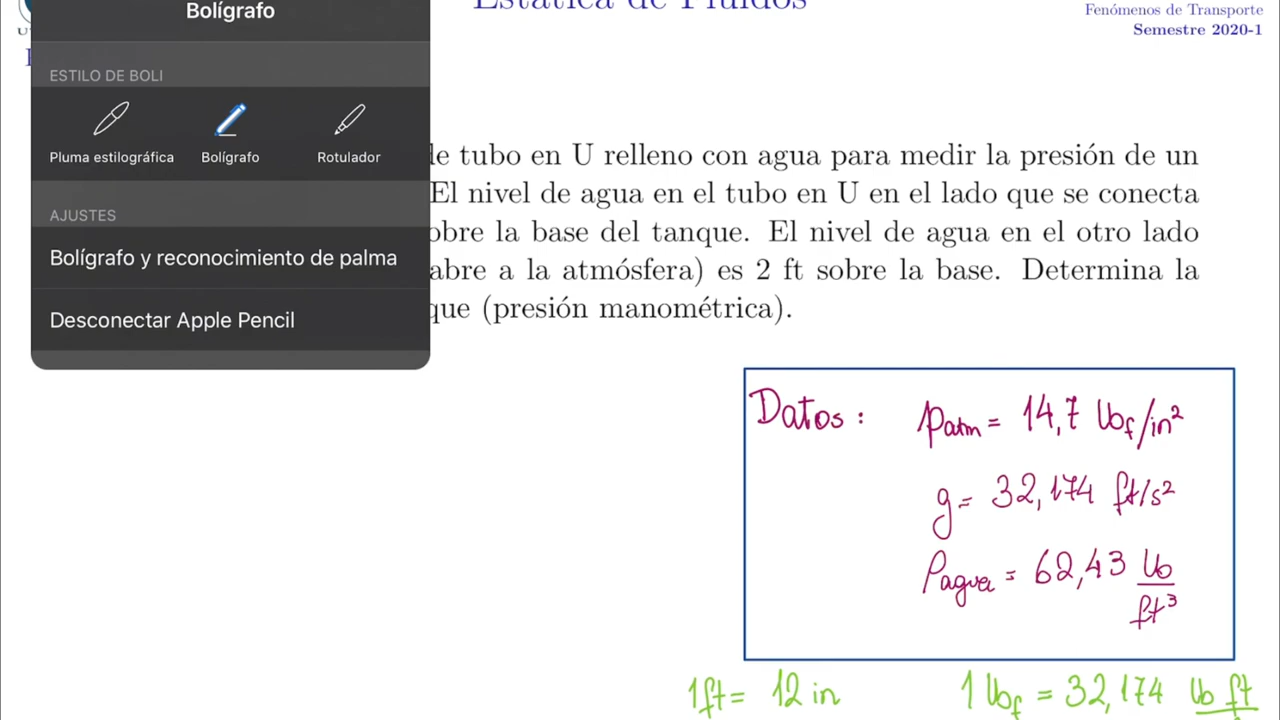 Bolígrafo
Estática de Fluidos
Fenómenos de Transporte
Semestre 2020-1
ESTILO DE BOLI
Pluma estilográfica
Bolígrafo
Rotulador
AJUSTES
Bolígrafo y reconocimiento de palma
Desconectar Apple Pencil
de tubo en U relleno con agua para medir la presión de un
El nivel de agua en el tubo en U en el lado que se conecta
obre la base del tanque. El nivel de agua en el otro lado
abre a la atmósfera) es 2 ft sobre la base. Determina la
que (presión manométrica).
Datos: Patm = 14,7 lbf/in²
g = 32,174 ft/s²
ρagua = 62,43 lb/ft³
1 ft = 12 in 1 lbf = 32,174 lb ft